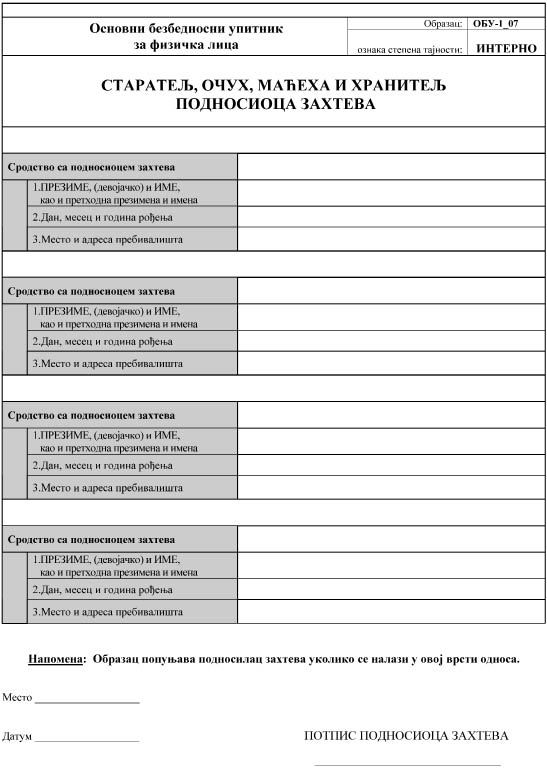 Основни безбедносни упитник
за физичка лица
Образац: ОБУ-1_07
ознака степена тајности: ИНТЕРНО
СТАРАТЕЉ, ОЧУХ, МАЋЕХА И ХРАНИТЕЉ
ПОДНОСИОЦА ЗАХТЕВА
Сродство са подносиоцем захтева
1.ПРЕЗИМЕ, (девојачко) и ИМЕ,
као и претходна презимена и имена
2.Дан, месец и година рођења
3.Место и адреса пребивалишта
Сродство са подносиоцем захтева
1.ПРЕЗИМЕ, (девојачко) и ИМЕ,
као и претходна презимена и имена
2.Дан, месец и година рођења
3.Место и адреса пребивалишта
Сродство са подносиоцем захтева
1.ПРЕЗИМЕ, (девојачко) и ИМЕ,
као и претходна презимена и имена
2.Дан, месец и година рођења
3.Место и адреса пребивалишта
Сродство са подносиоцем захтева
1.ПРЕЗИМЕ, (девојачко) и ИМЕ,
као и претходна презимена и имена
2.Дан, месец и година рођења
3.Место и адреса пребивалишта
Напомена: Образац попуњава подносилац захтева уколико се налази у овој врсти односа.
Место
Датум
ПОТПИС ПОДНОСИОЦА ЗАХТЕВА